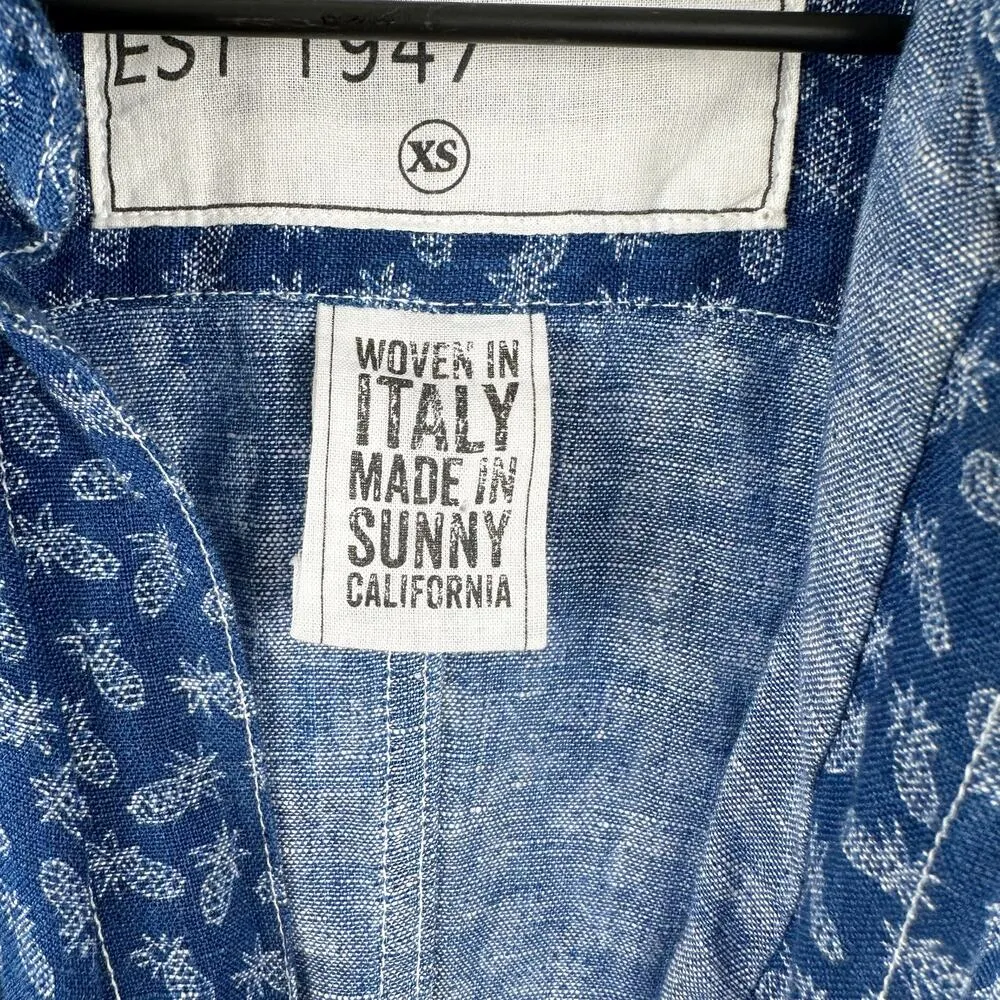 EST 1947
XS
WOVEN IN
ITALY
MADE IN
SUNNY
CALIFORNIA